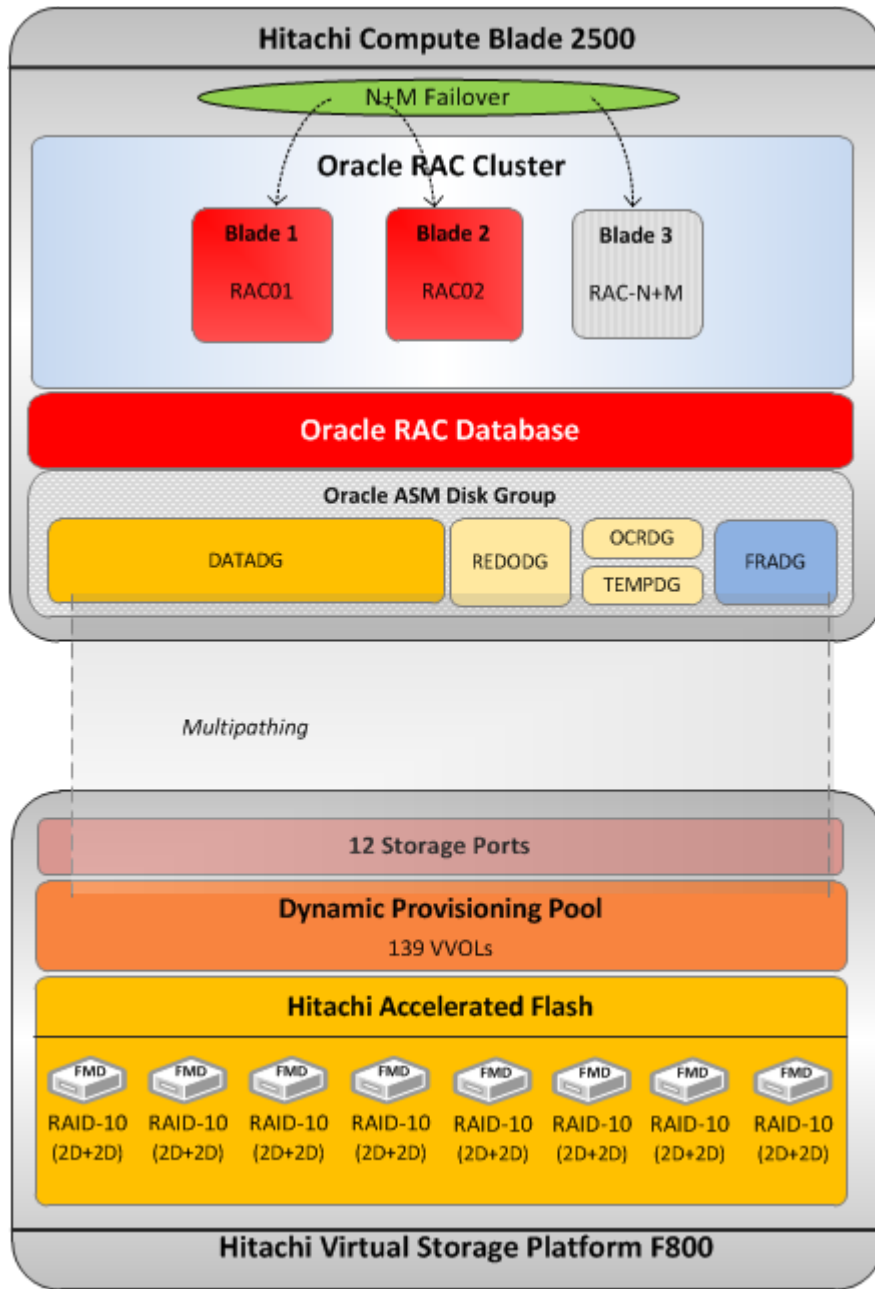 Hitachi Compute Blade 2500
N+M Failover
Oracle RAC Cluster
Blade 1
RAC01
Blade 2
RAC02
Blade 3
RAC-N+M
Oracle RAC Database
Oracle ASM Disk Group
DATADG
REDODG
OCRDG
TEMPDG
FRADG
Multipathing
12 Storage Ports
Dynamic Provisioning Pool
139 VVOLs
Hitachi Accelerated Flash
FMD FMD FMD FMD FMD FMD FMD FMD
RAID-10 RAID-10 RAID-10 RAID-10 RAID-10 RAID-10 RAID-10 RAID-10
(2D+2D) (2D+2D) (2D+2D) (2D+2D) (2D+2D) (2D+2D) (2D+2D) (2D+2D)
Hitachi Virtual Storage Platform F800